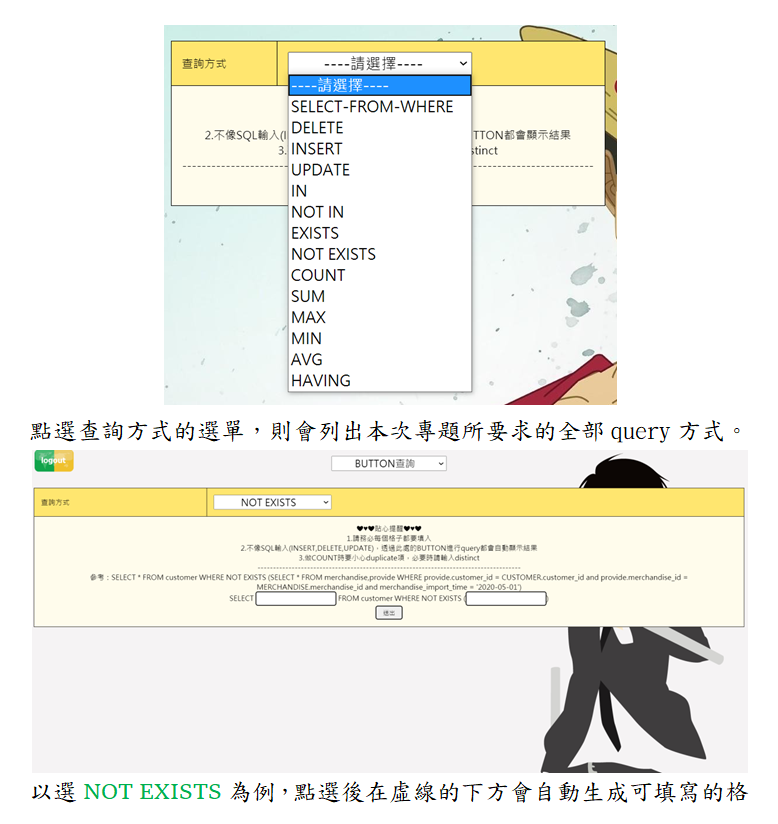 查詢方式
----請選擇----
----請選擇----
SELECT-FROM-WHERE
DELETE
INSERT
UPDATE
IN
NOT IN
EXISTS
NOT EXISTS
COUNT
SUM
MAX
MIN
AVG
HAVING
2.不像SQL輸入(I
TTON都會顯示結果
3.
stinct
點選查詢方式的選單，則會列出本次專題所要求的全部 query 方式。
logout
BUTTON查詢
查詢方式
NOT EXISTS
❤♥❤貼心提醒❤♥❤
1.請務必每個格子都要填入
2.不像SQL輸入(INSERT,DELETE,UPDATE)，透過此處的BUTTON進行query都會自動顯示結果
3.做COUNT時要小心duplicate項，必要時請輸入distinct
參考：SELECT * FROM customer WHERE NOT EXISTS (SELECT * FROM merchandise,provide WHERE provide.customer_id = CUSTOMER.customer_id and provide.merchandise_id =
MERCHANDISE.merchandise_id and merchandise_import_time = '2020-05-01')
SELECT FROM customer WHERE NOT EXISTS ( )
送出
以選 NOT EXISTS 為例，點選後在虛線的下方會自動生成可填寫的格